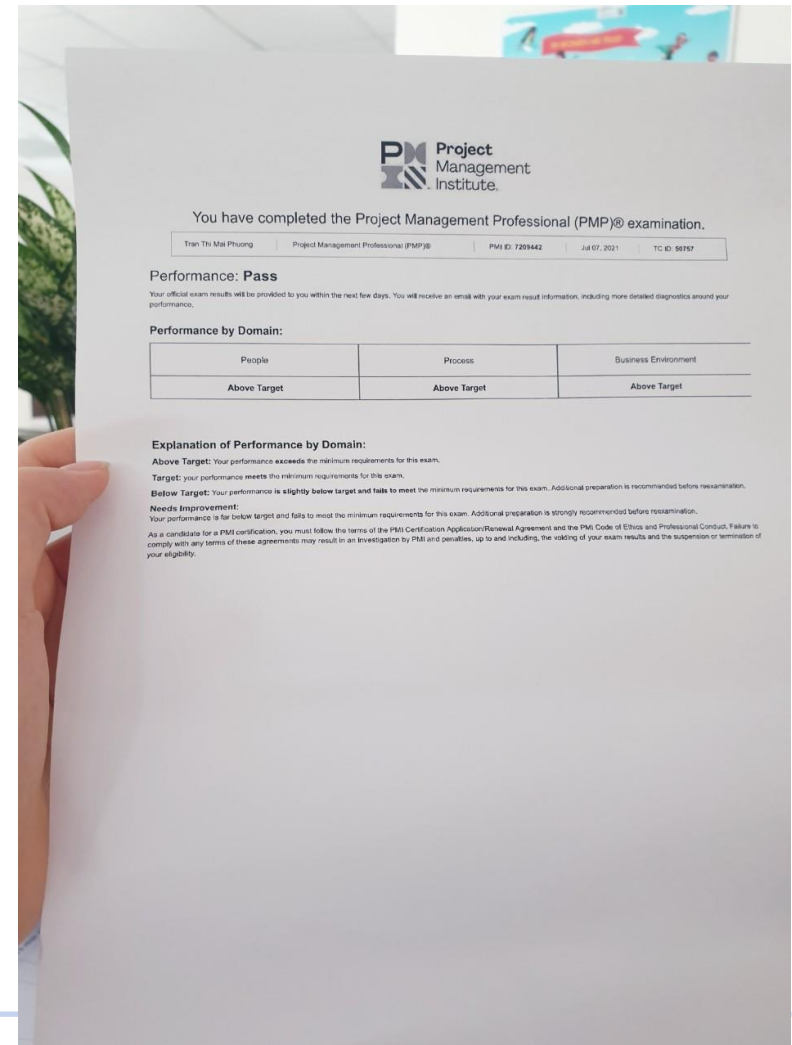 Project
Management
Institute.
You have completed the Project Management Professional (PMP)® examination.
Tran Thi Mai Phuong Project Management Professional (PMP)® PMI ID: 7209442 Jul 07, 2021 TC ID: 50757
Performance: Pass
Your official exam results will be provided to you within the next few days. You will receive an email with your exam result information, including more detailed diagnostics around your
performance.
Performance by Domain:
People Process Business Environment
Above Target Above Target Above Target
Explanation of Performance by Domain:
Above Target: Your performance exceeds the minimum requirements for this exam.
Target: your performance meets the minimum requirements for this exam.
Below Target: Your performance is slightly below target and fails to meet the minimum requirements for this exam. Additional preparation is recommended before reexamination.
Needs Improvement:
Your performance is far below target and fails to meet the minimum requirements for this exam. Additional preparation is strongly recommended before reexamination.
As a candidate for a PMI certification, you must follow the terms of the PMI Certification Application/Renewal Agreement and the PMI Code of Ethics and Professional Conduct. Failure to
comply with any terms of these agreements may result in an investigation by PMI and penalties, up to and including, the voiding of your exam results and the suspension or termination of
your eligibility.